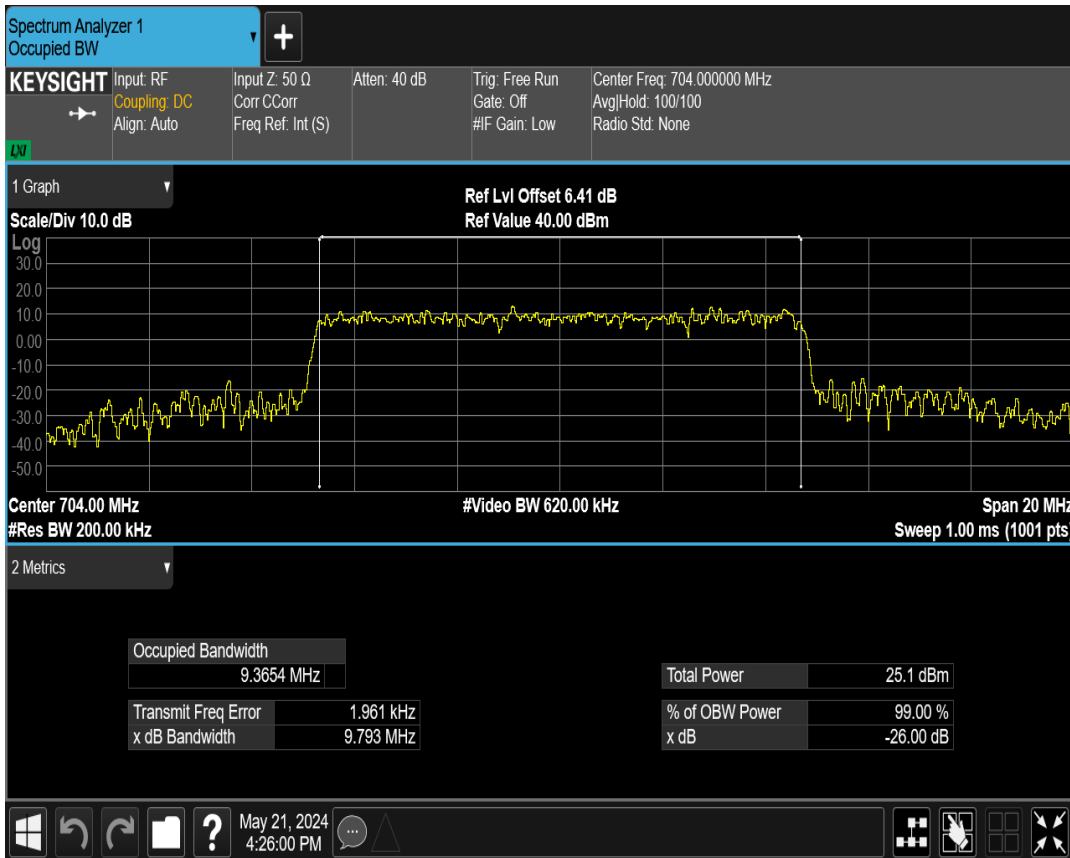 Spectrum Analyzer 1
Occupied BW
+
KEYSIGHT
LXI
Input: RF
Coupling: DC
Align: Auto
Input Z: 50 Ω
Corr CCorr
Freq Ref: Int (S)
Atten: 40 dB
Trig: Free Run
Gate: Off
#IF Gain: Low
Center Freq: 704.000000 MHz
Avg|Hold: 100/100
Radio Std: None
1 Graph
Scale/Div 10.0 dB
Ref Lvl Offset 6.41 dB
Ref Value 40.00 dBm
Log
30.0
20.0
10.0
0.00
-10.0
-20.0
-30.0
-40.0
-50.0
Center 704.00 MHz
#Video BW 620.00 kHz
Span 20 MHz
#Res BW 200.00 kHz
Sweep 1.00 ms (1001 pts)
2 Metrics
Occupied Bandwidth
9.3654 MHz
Total Power 25.1 dBm
Transmit Freq Error 1.961 kHz
% of OBW Power 99.00 %
x dB Bandwidth 9.793 MHz
x dB -26.00 dB
?
May 21, 2024
4:26:00 PM